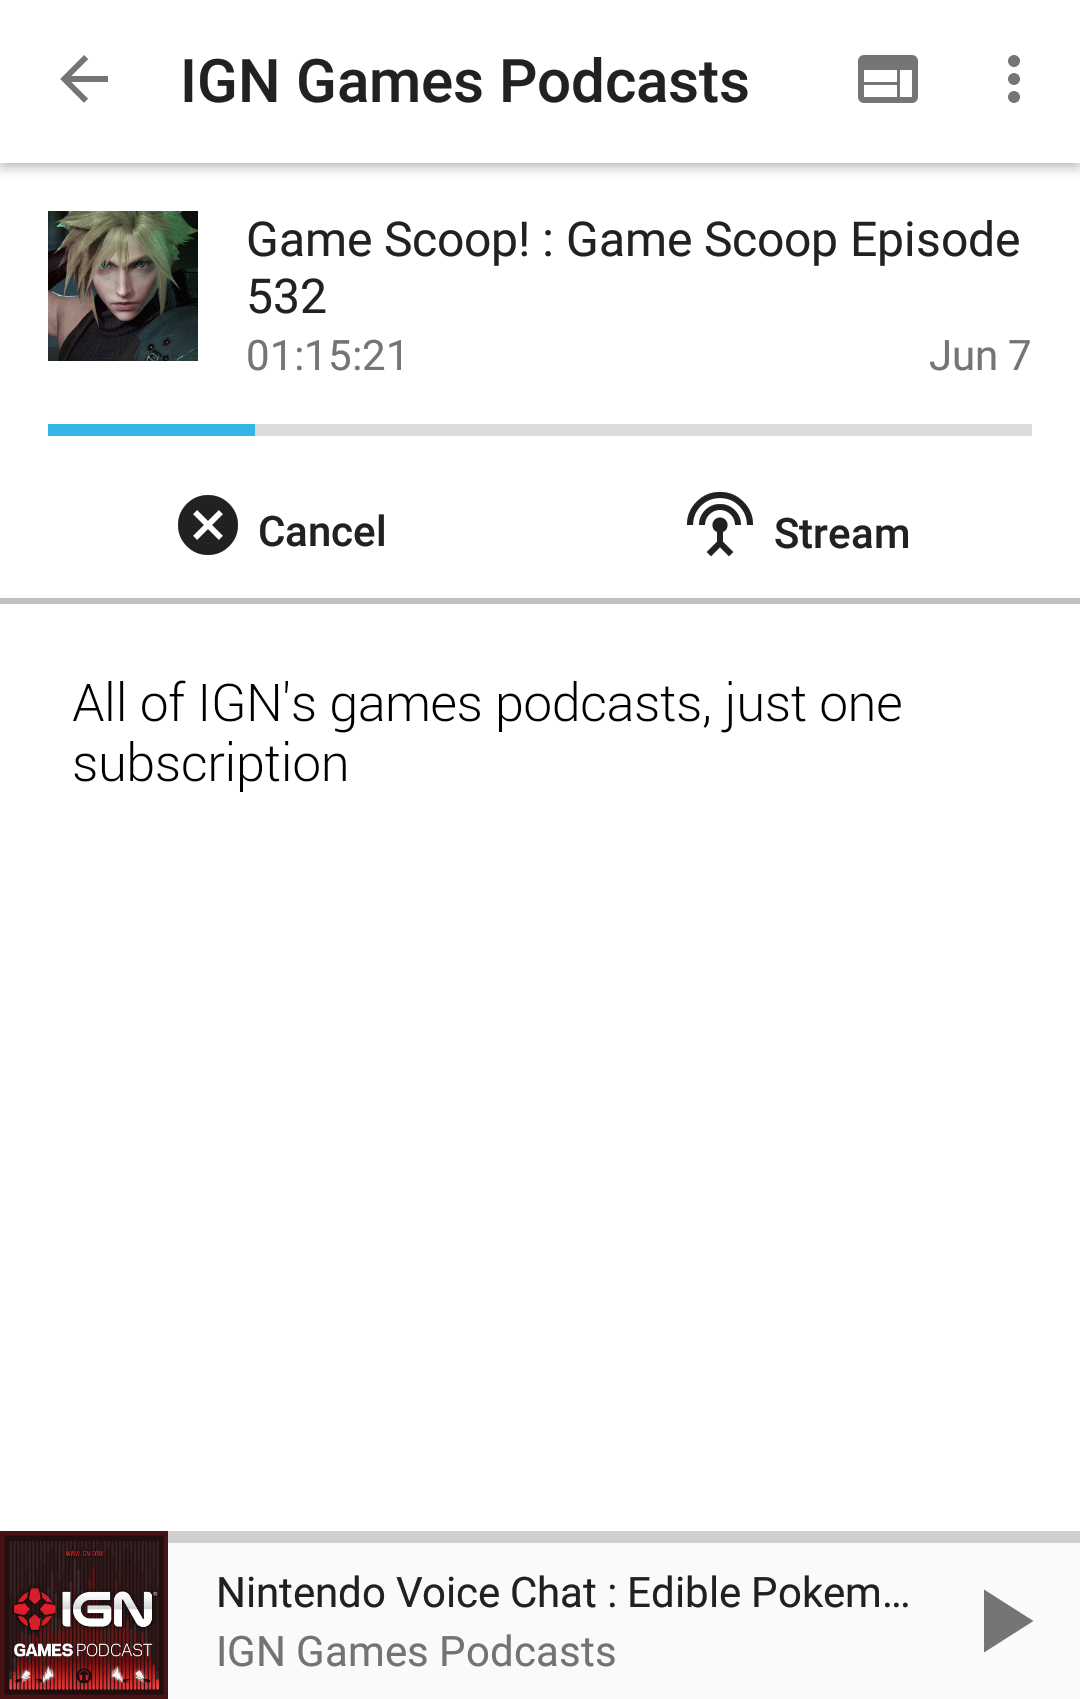 IGN Games Podcasts
Game Scoop! : Game Scoop Episode
532
01:15:21
Jun 7
Cancel
Stream
All of IGN's games podcasts, just one
subscription
WWW.IGN.COM
IGN
GAMES PODCAST
Nintendo Voice Chat : Edible Pokem...
IGN Games Podcasts